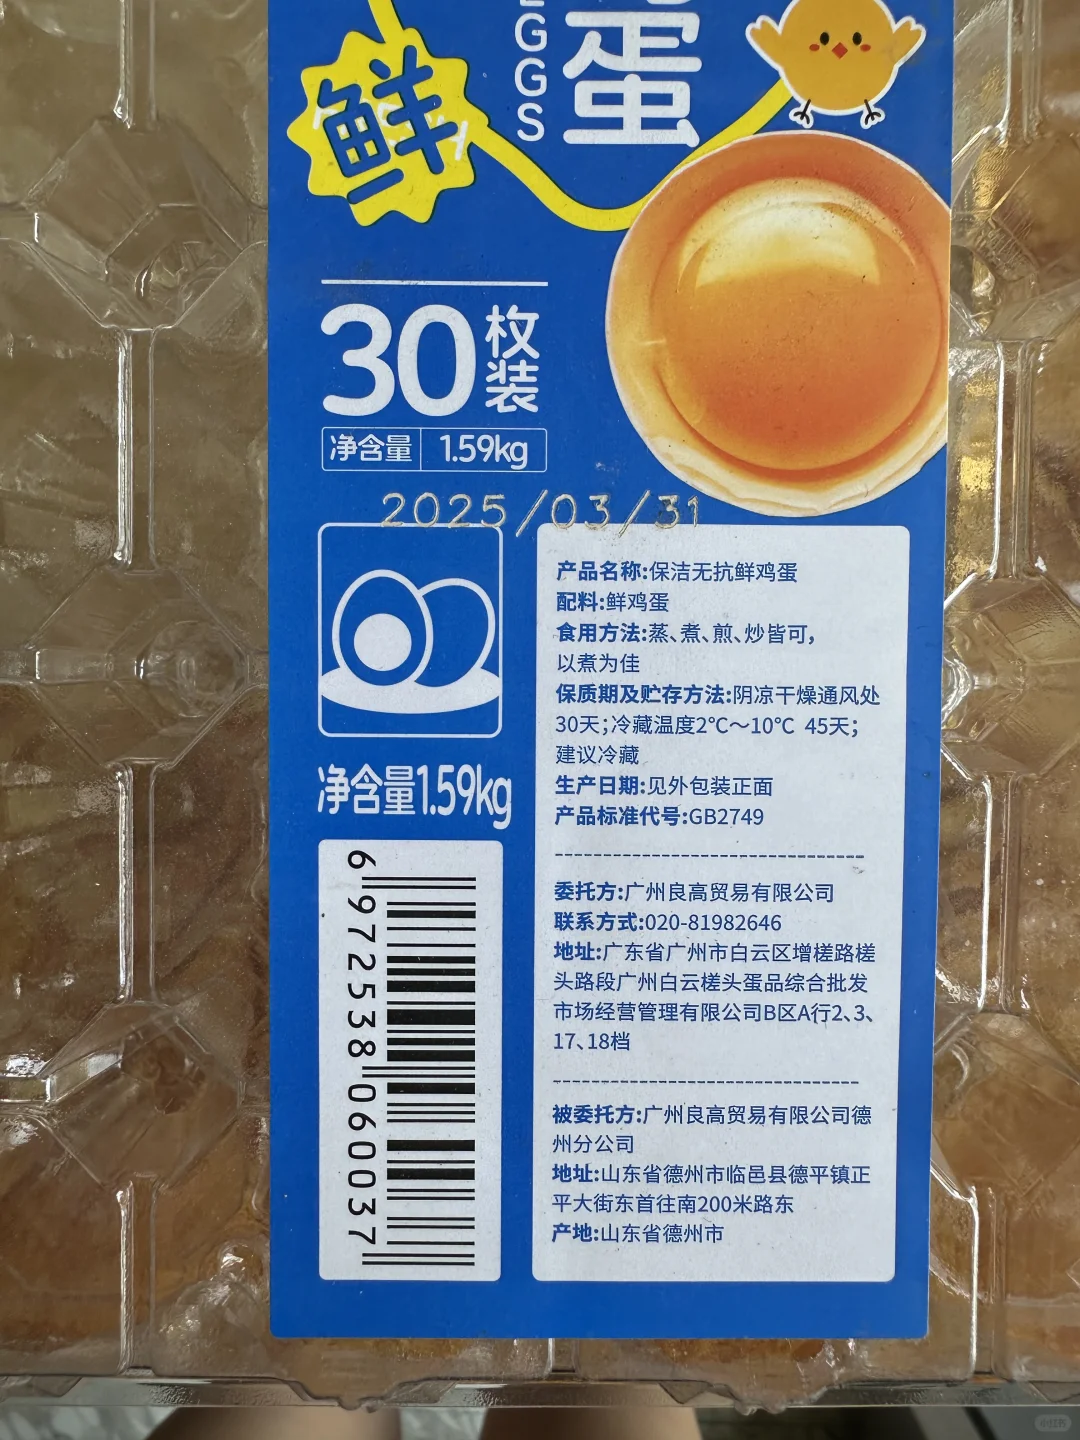 GGS
蛋
鲜
30枚装
净含量 1.59kg
2025/03/31
产品名称:保洁无抗鲜鸡蛋
配料:鲜鸡蛋
食用方法:蒸、煮、煎、炒皆可,
以煮为佳
保质期及贮存方法:阴凉干燥通风处
30天;冷藏温度2℃～10℃ 45天;
建议冷藏
生产日期:见外包装正面
产品标准代号:GB2749
委托方:广州良高贸易有限公司
联系方式:020-81982646
地址:广东省广州市白云区增槎路槎
头路段广州白云槎头蛋品综合批发
市场经营管理有限公司B区A行2、3、
17、18档
被委托方:广州良高贸易有限公司德
州分公司
地址:山东省德州市临邑县德平镇正
平大街东首往南200米路东
产地:山东省德州市
净含量1.59kg
6972538060037
小红书